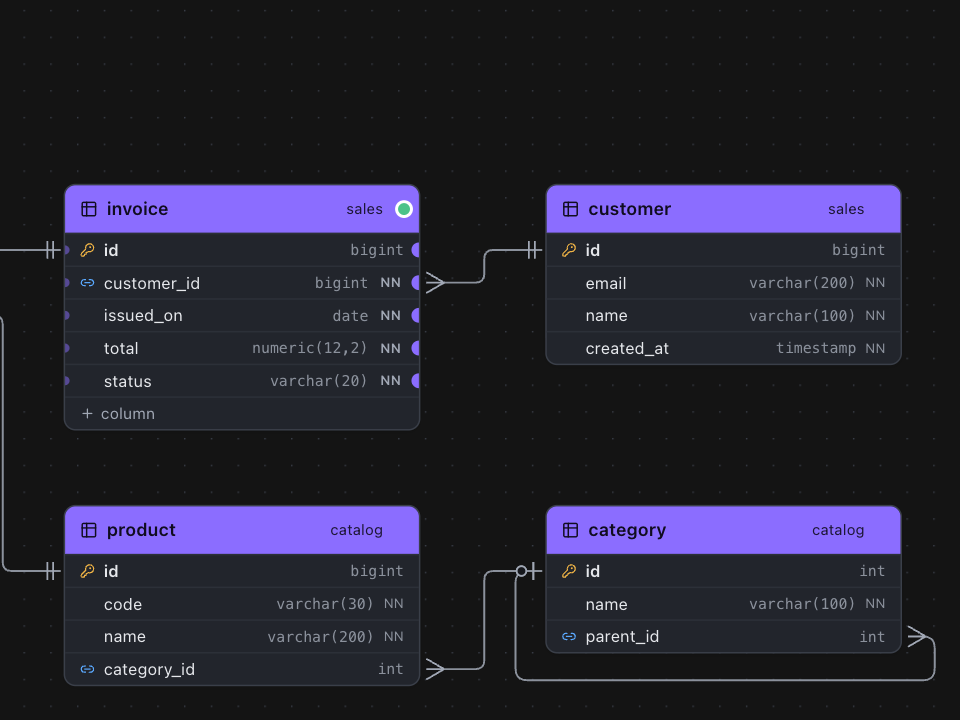 invoice sales
id bigint
customer_id bigint NN
issued_on date NN
total numeric(12,2) NN
status varchar(20) NN
+ column
customer sales
id bigint
email varchar(200) NN
name varchar(100) NN
created_at timestamp NN
product catalog
id bigint
code varchar(30) NN
name varchar(200) NN
category_id int
category catalog
id int
name varchar(100) NN
parent_id int